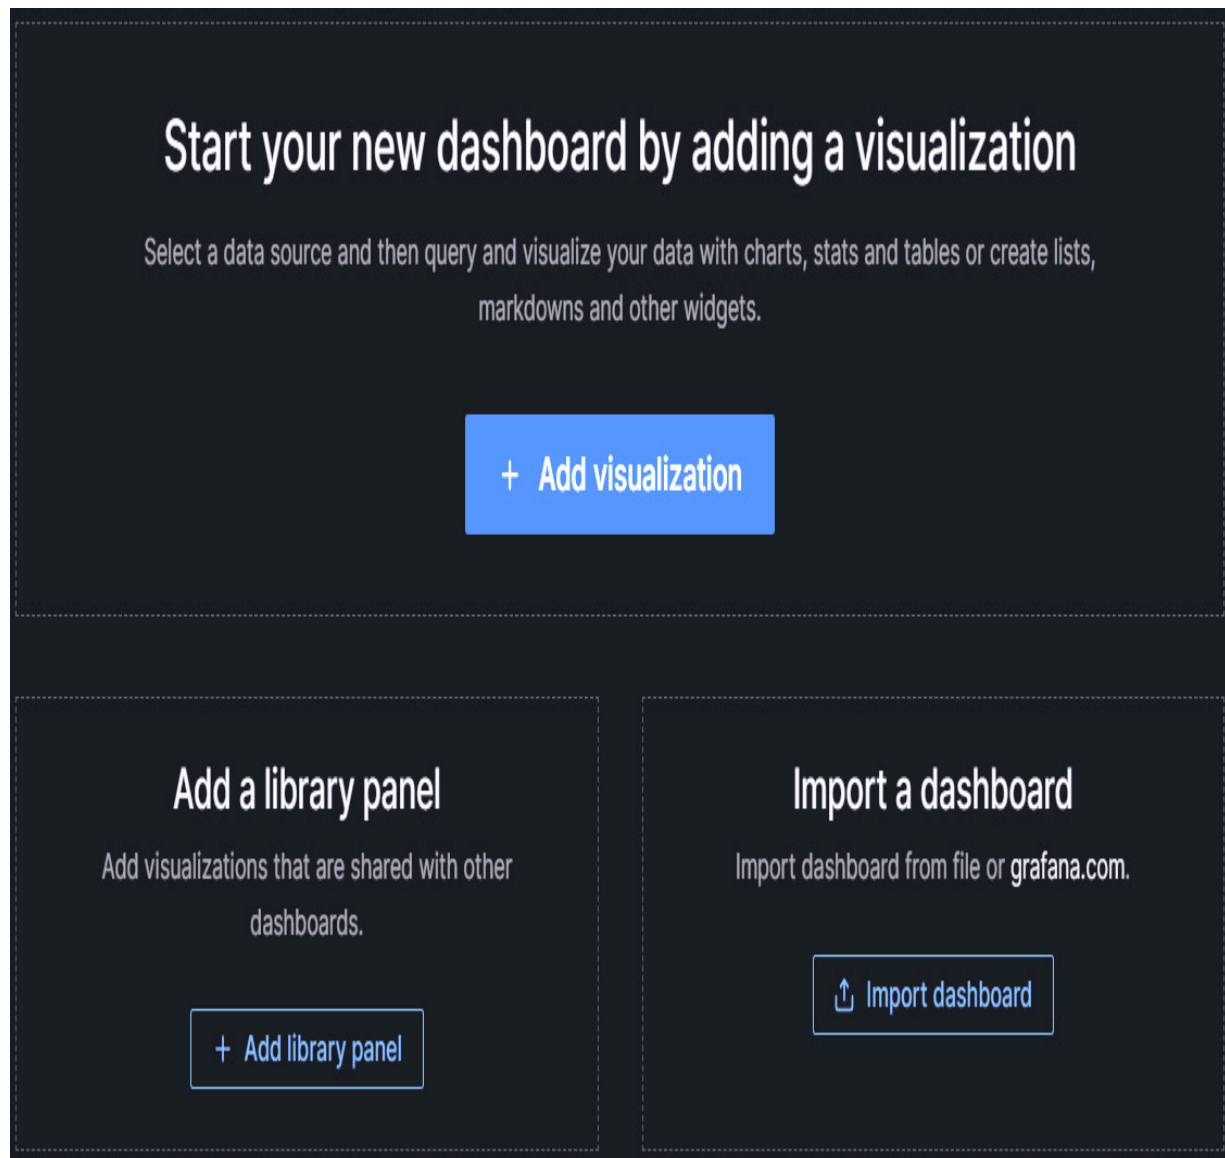 Start your new dashboard by adding a visualization
Select a data source and then query and visualize your data with charts, stats and tables or create lists,
markdowns and other widgets.
+ Add visualization
Add a library panel
Add visualizations that are shared with other
dashboards.
+ Add library panel
Import a dashboard
Import dashboard from file or grafana.com.
Import dashboard